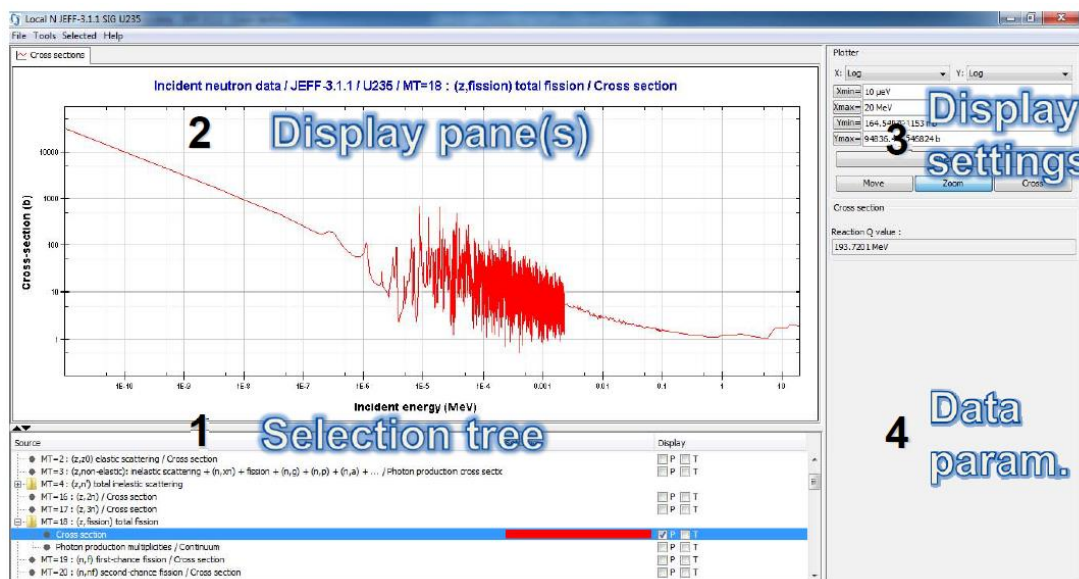 Local N JEFF-3.1.1 SIG U235
File Tools Selected Help
Cross sections
Incident neutron data / JEFF-3.1.1 / U235 / MT=18 : (z,fission) total fission / Cross section
2 Display pane(s)
Cross-section (b)
10000
1000
100
10
1
1E-10 1E-9 1E-8 1E-7 1E-6 1E-5 1E-4 0.001 0.01 0.1 1 10
Incident energy (MeV)
Plotter
X: Log Y: Log
Xmin= 10 µeV
Xmax= 20 MeV
Ymin=
Ymax=
3 Display settings
Move Zoom Cross
Cross section
Reaction Q value :
193.7201 MeV
4 Data param.
1 Selection tree
Source Display
MT=2 : (z,z0) elastic scattering / Cross section P T
MT=3 : (z,non-elastic): inelastic scattering + (n,xn) + fission + (n,g) + (n,p) + (n,a) + ... / Photon production cross sectic P T
MT=4 : (z,n') total inelastic scattering
MT=16 : (z,2n) / Cross section P T
MT=17 : (z,3n) / Cross section P T
MT=18 : (z,fission) total fission
Cross section P T
Photon production multiplicities / Continuum P T
MT=19 : (n,f) first-chance fission / Cross section P T
MT=20 : (n,nf) second-chance fission / Cross section P T